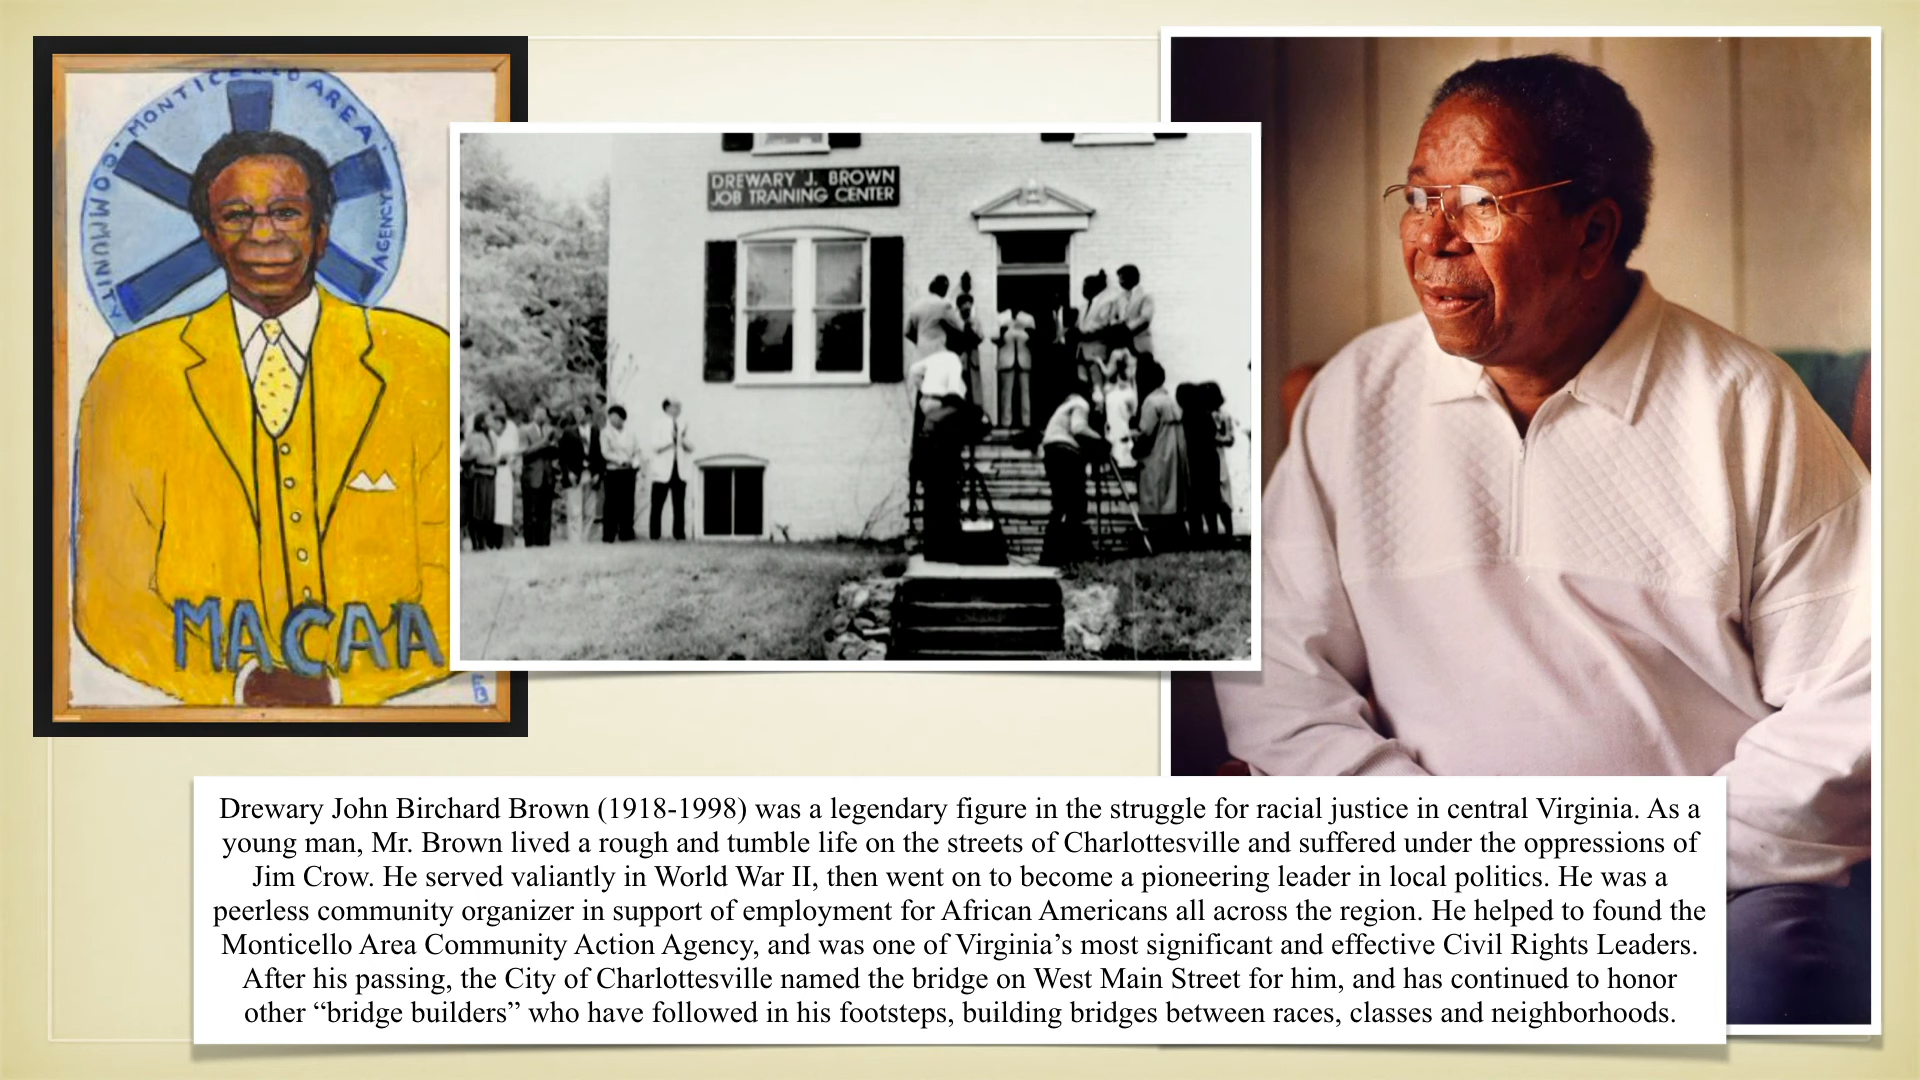 MONTICELLO AREA
COMMUNITY
AGENCY
MACAA
DREWARY J. BROWN
JOB TRAINING CENTER
Drewary John Birchard Brown (1918-1998) was a legendary figure in the struggle for racial justice in central Virginia. As a
young man, Mr. Brown lived a rough and tumble life on the streets of Charlottesville and suffered under the oppressions of
Jim Crow. He served valiantly in World War II, then went on to become a pioneering leader in local politics. He was a
peerless community organizer in support of employment for African Americans all across the region. He helped to found the
Monticello Area Community Action Agency, and was one of Virginia’s most significant and effective Civil Rights Leaders.
After his passing, the City of Charlottesville named the bridge on West Main Street for him, and has continued to honor
other “bridge builders” who have followed in his footsteps, building bridges between races, classes and neighborhoods.